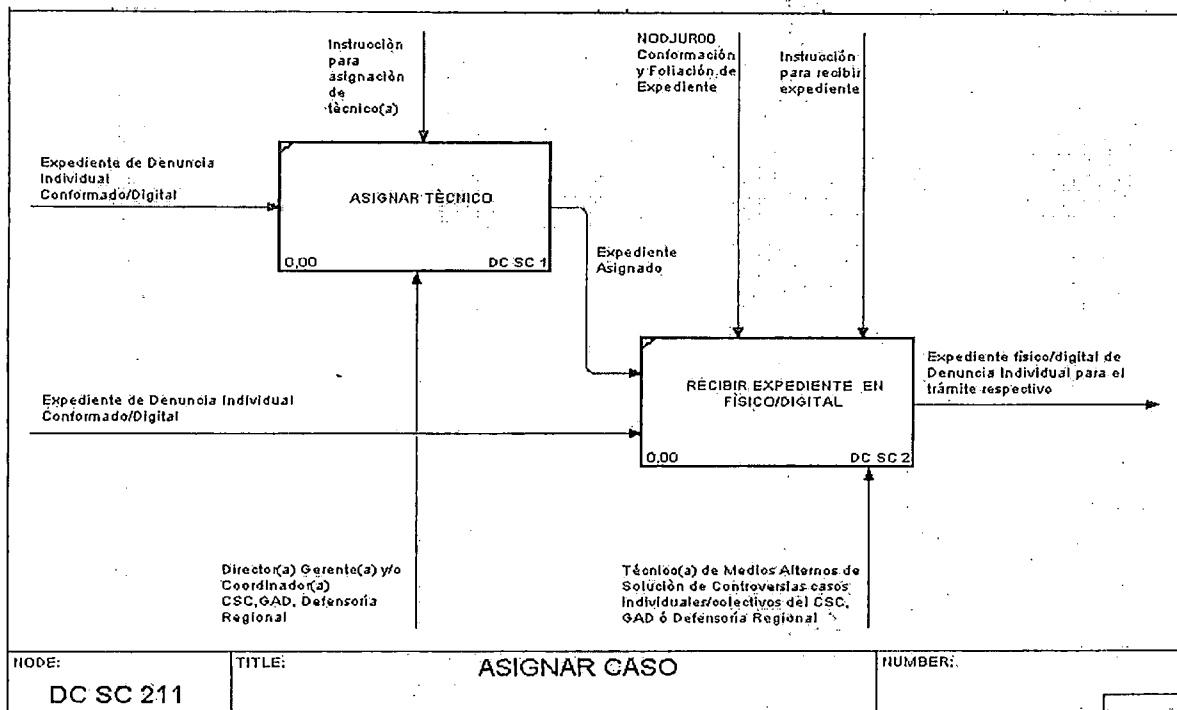 Instrucción
para
asignación
de
técnico(a)
NODJUR00
Conformación
y Foliación de
Expediente
Instrucción
para recibir
expediente
Expediente de Denuncia
Individual
Conformado/Digital
ASIGNAR TÈCNICO
0,00
DC SC 1
Expediente
Asignado
Expediente de Denuncia Individual
Conformado/Digital
RECIBIR EXPEDIENTE EN
FÍSICO/DIGITAL
0,00
DC SC 2
Expediente físico/digital de
Denuncia Individual para el
trámite respectivo
Director(a) Gerente(a) y/o
Coordinador(a)
CSC,GAD, Defensoría
Regional
Técnico(a) de Medios Alternos de
Solución de Controversias casos
Individuales/colectivos del CSC,
GAD ó Defensoría Regional
NODE:
DC SC 211
TITLE:
ASIGNAR CASO
NUMBER: